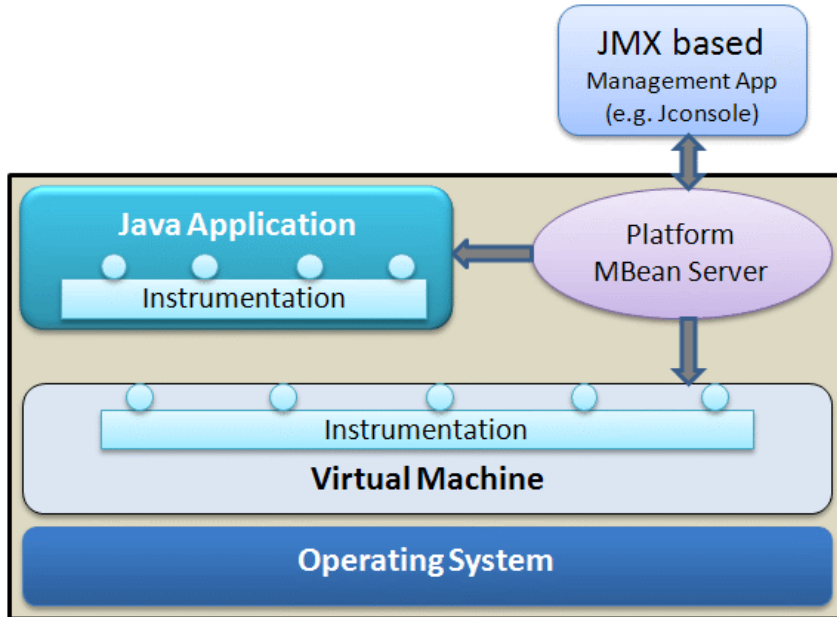 JMX based
Management App
(e.g. Jconsole)
Java Application
Instrumentation
Platform
MBean Server
Instrumentation
Virtual Machine
Operating System